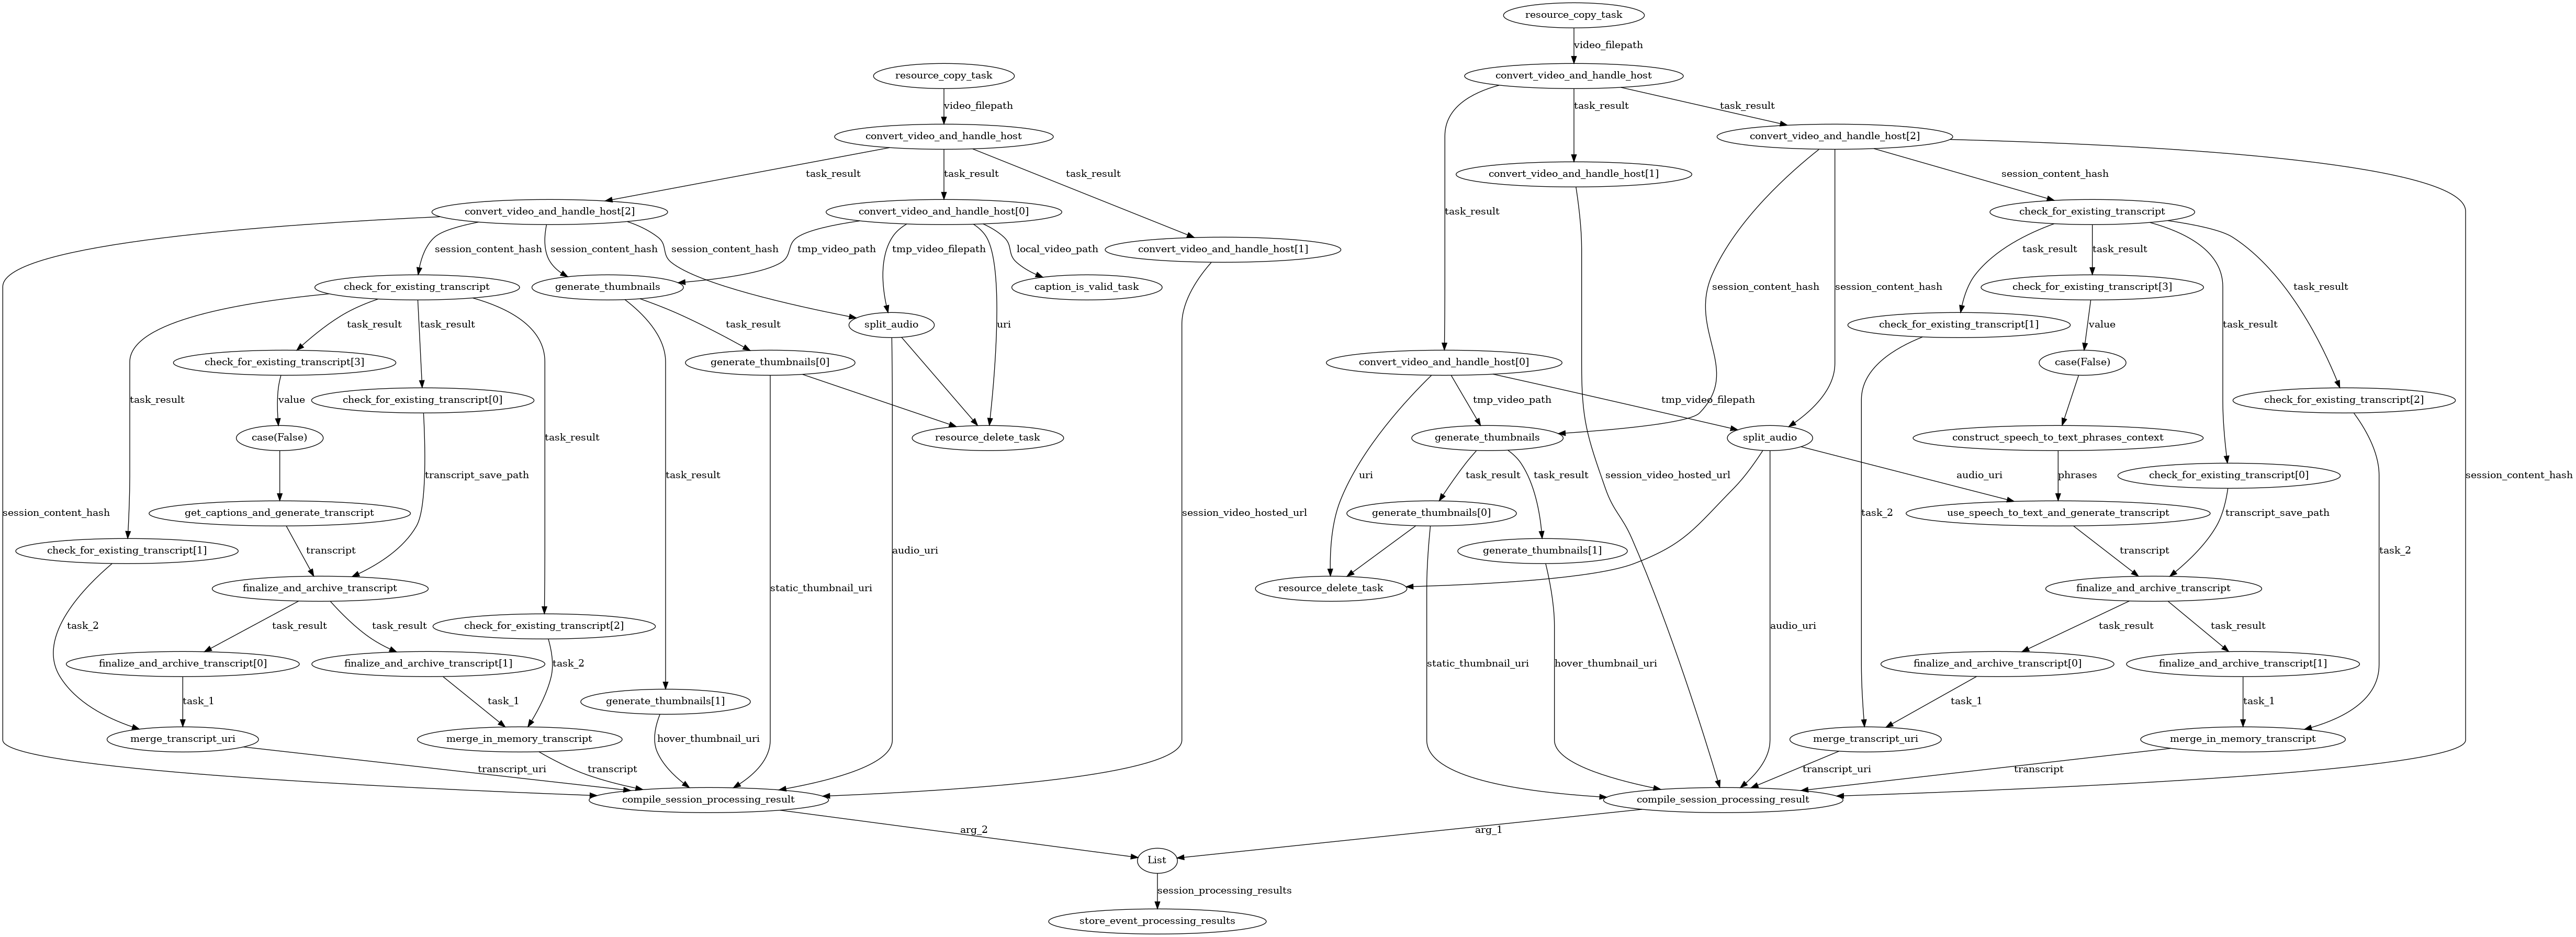 resource_copy_task
video_filepath
resource_copy_task
convert_video_and_handle_host
video_filepath
task_result
task_result
convert_video_and_handle_host
convert_video_and_handle_host[2]
task_result
task_result
task_result
convert_video_and_handle_host[1]
session_content_hash
convert_video_and_handle_host[2]
convert_video_and_handle_host[0]
task_result
check_for_existing_transcript
session_content_hash
session_content_hash
session_content_hash
tmp_video_path
tmp_video_filepath
local_video_path
convert_video_and_handle_host[1]
task_result
task_result
check_for_existing_transcript
generate_thumbnails
caption_is_valid_task
session_content_hash
session_content_hash
check_for_existing_transcript[3]
task_result
task_result
task_result
task_result
split_audio
uri
check_for_existing_transcript[1]
value
task_result
check_for_existing_transcript[3]
generate_thumbnails[0]
convert_video_and_handle_host[0]
case(False)
task_result
value
check_for_existing_transcript[0]
tmp_video_path
tmp_video_filepath
check_for_existing_transcript[2]
case(False)
task_result
resource_delete_task
generate_thumbnails
split_audio
construct_speech_to_text_phrases_context
transcript_save_path
task_result
uri
task_result
task_result
session_video_hosted_url
audio_uri
phrases
check_for_existing_transcript[0]
session_content_hash
session_content_hash
get_captions_and_generate_transcript
session_video_hosted_url
generate_thumbnails[0]
task_2
use_speech_to_text_and_generate_transcript
transcript_save_path
check_for_existing_transcript[1]
transcript
audio_uri
generate_thumbnails[1]
transcript
task_2
finalize_and_archive_transcript
static_thumbnail_uri
resource_delete_task
finalize_and_archive_transcript
task_2
task_result
task_result
check_for_existing_transcript[2]
audio_uri
task_result
task_result
finalize_and_archive_transcript[0]
finalize_and_archive_transcript[1]
task_2
static_thumbnail_uri
hover_thumbnail_uri
finalize_and_archive_transcript[0]
finalize_and_archive_transcript[1]
task_1
task_1
generate_thumbnails[1]
task_1
task_1
merge_transcript_uri
merge_in_memory_transcript
hover_thumbnail_uri
merge_transcript_uri
merge_in_memory_transcript
transcript_uri
transcript
transcript_uri
transcript
compile_session_processing_result
compile_session_processing_result
arg_2
arg_1
List
session_processing_results
store_event_processing_results